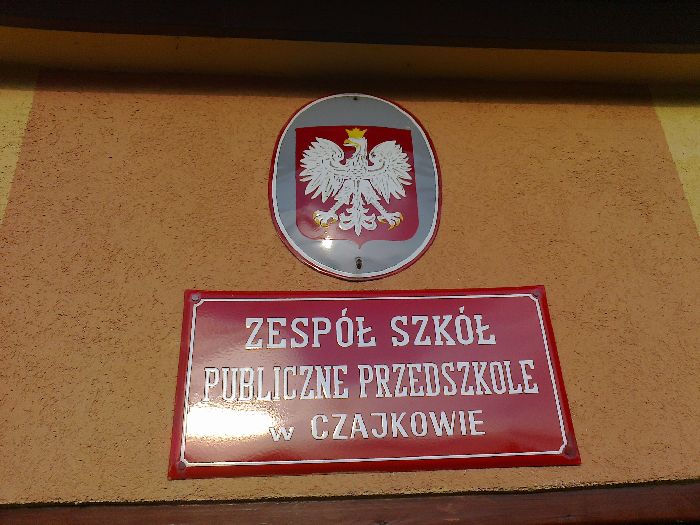 ZESPÓŁ SZKÓŁ
PUBLICZNE PRZEDSZKOLE
w CZAJKOWIE